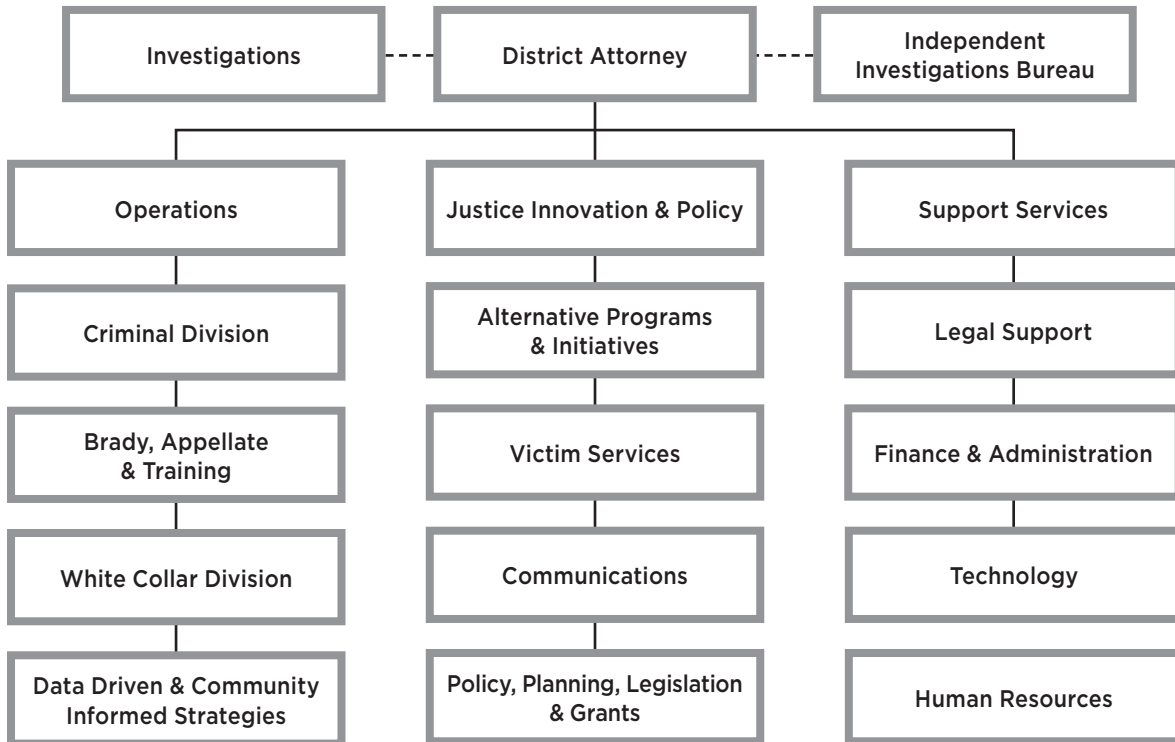 Investigations
District Attorney
Independent
Investigations Bureau
Operations
Justice Innovation & Policy
Support Services
Criminal Division
Alternative Programs
& Initiatives
Legal Support
Brady, Appellate
& Training
Victim Services
Finance & Administration
White Collar Division
Communications
Technology
Data Driven & Community
Informed Strategies
Policy, Planning, Legislation
& Grants
Human Resources